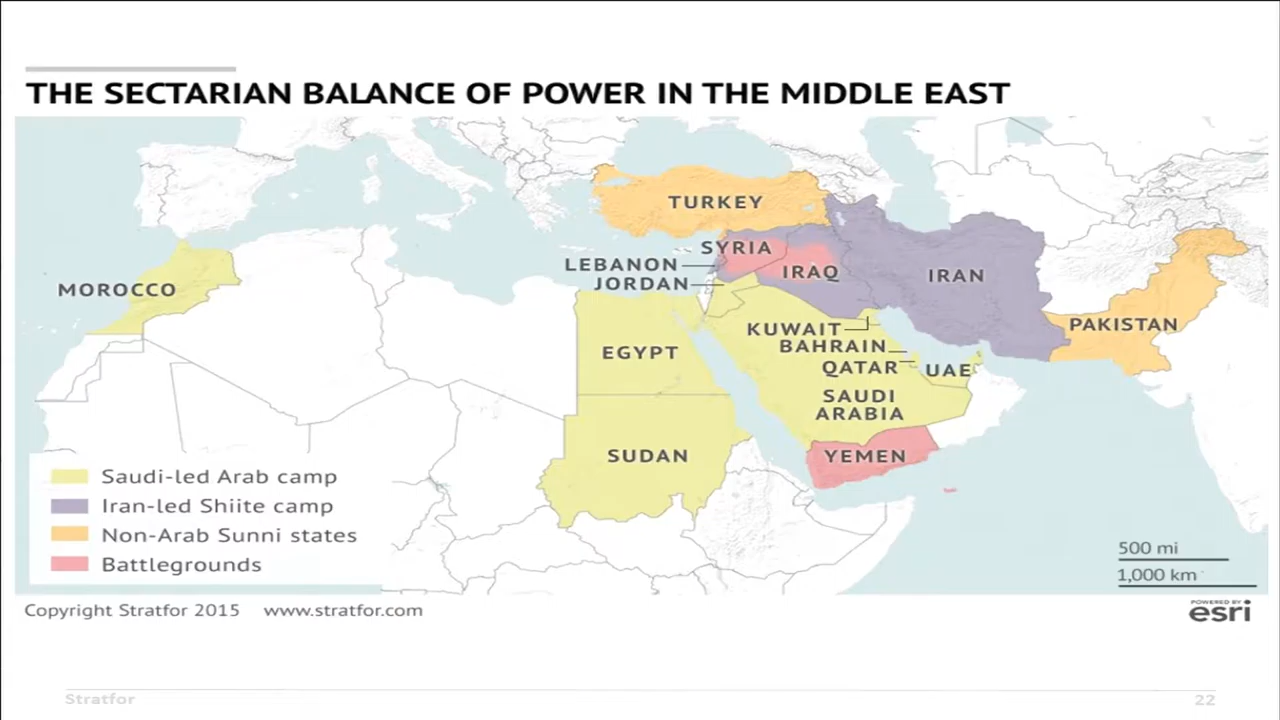 THE SECTARIAN BALANCE OF POWER IN THE MIDDLE EAST
TURKEY
SYRIA
LEBANON
IRAQ
IRAN
JORDAN
MOROCCO
PAKISTAN
KUWAIT
BAHRAIN
EGYPT
QATAR
UAE
SAUDI
ARABIA
SUDAN
YEMEN
Saudi-led Arab camp
Iran-led Shiite camp
Non-Arab Sunni states
Battlegrounds
500 mi
1,000 km
Copyright Stratfor 2015 www.stratfor.com
POWERED BY
esri
Stratfor
22